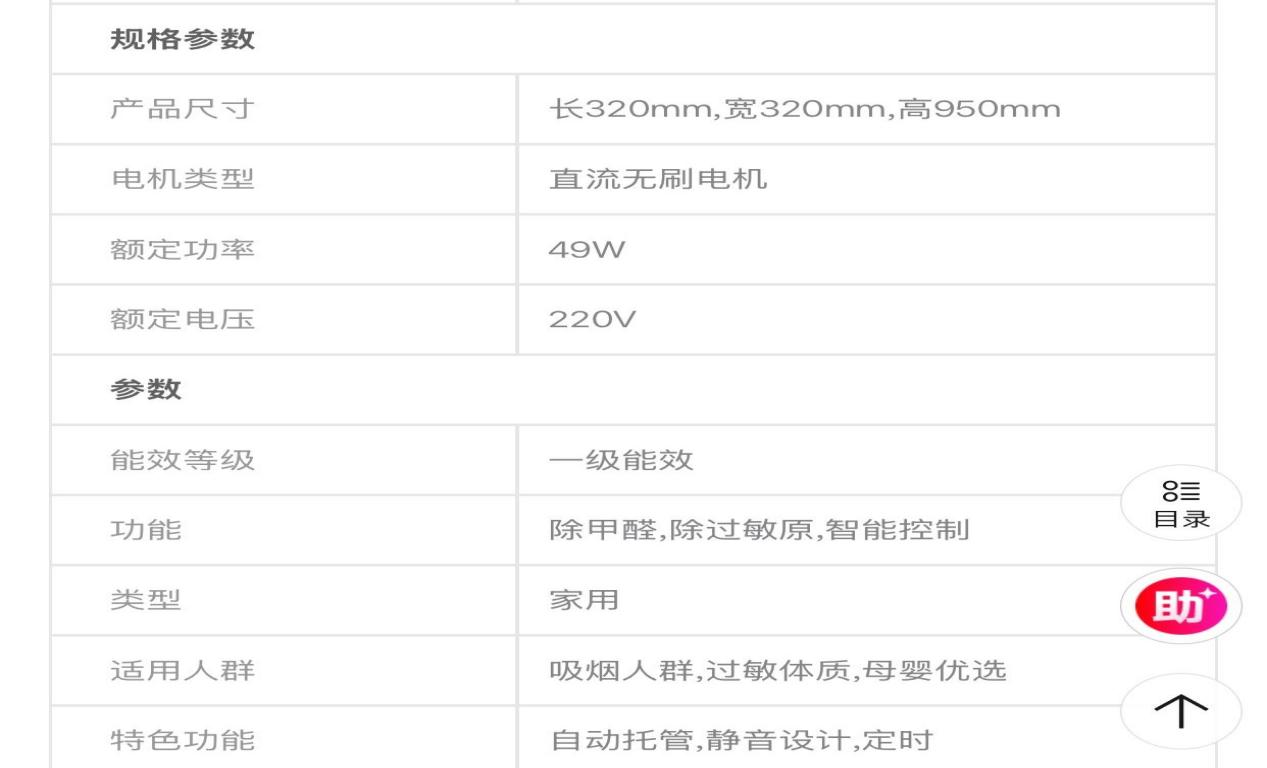 规格参数
产品尺寸 长320mm,宽320mm,高950mm
电机类型 直流无刷电机
额定功率 49W
额定电压 220V
参数
能效等级 一级能效
功能 除甲醛,除过敏原,智能控制
目录
类型 家用
助
适用人群 吸烟人群,过敏体质,母婴优选
特色功能 自动托管,静音设计,定时